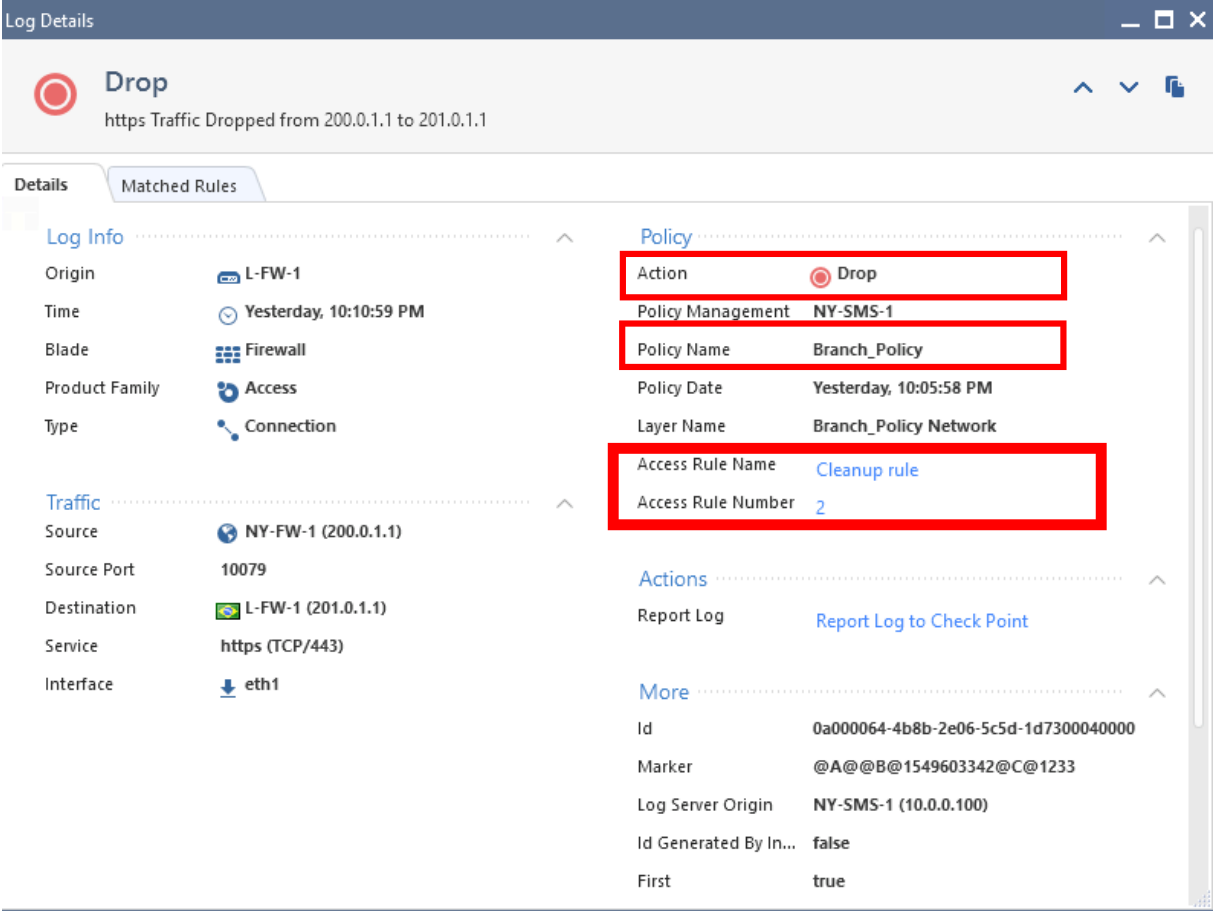 Log Details
Drop
https Traffic Dropped from 200.0.1.1 to 201.0.1.1
Details
Matched Rules
Log Info
Origin L-FW-1
Time Yesterday, 10:10:59 PM
Blade Firewall
Product Family Access
Type Connection
Traffic
Source NY-FW-1 (200.0.1.1)
Source Port 10079
Destination L-FW-1 (201.0.1.1)
Service https (TCP/443)
Interface eth1
Policy
Action Drop
Policy Management NY-SMS-1
Policy Name Branch_Policy
Policy Date Yesterday, 10:05:58 PM
Layer Name Branch_Policy Network
Access Rule Name Cleanup rule
Access Rule Number 2
Actions
Report Log Report Log to Check Point
More
Id 0a000064-4b8b-2e06-5c5d-1d7300040000
Marker @A@@B@1549603342@C@1233
Log Server Origin NY-SMS-1 (10.0.0.100)
Id Generated By In... false
First true